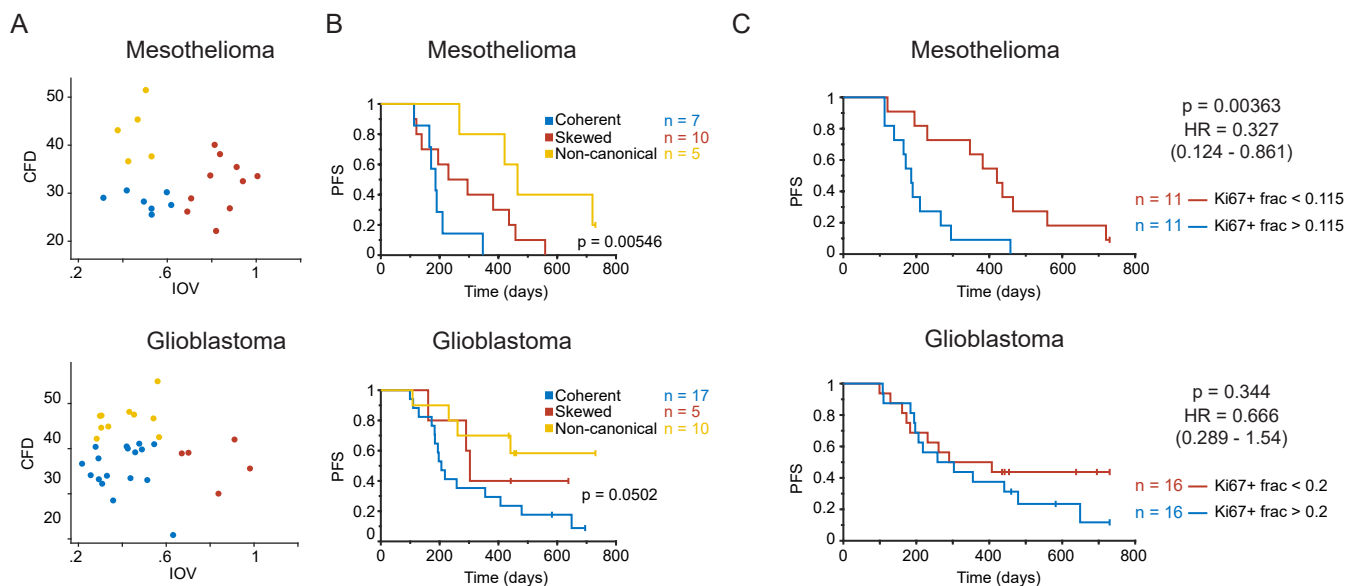 A
Mesothelioma
CFD
50
40
30
20
.2
.6
1
IOV
Glioblastoma
CFD
50
40
30
20
.2
.6
1
IOV
B
Mesothelioma
PFS
1
0.8
0.6
0.4
0.2
0
0 200 400 600 800
Time (days)
Coherent n = 7
Skewed n = 10
Non-canonical n = 5
p = 0.00546
Glioblastoma
PFS
1
0.8
0.6
0.4
0.2
0
0 200 400 600 800
Time (days)
Coherent n = 17
Skewed n = 5
Non-canonical n = 10
p = 0.0502
C
Mesothelioma
PFS
1
0.8
0.6
0.4
0.2
0
0 200 400 600 800
Time (days)
p = 0.00363
HR = 0.327
(0.124 - 0.861)
n = 11 Ki67+ frac < 0.115
n = 11 Ki67+ frac > 0.115
Glioblastoma
PFS
1
0.8
0.6
0.4
0.2
0
0 200 400 600 800
Time (days)
p = 0.344
HR = 0.666
(0.289 - 1.54)
n = 16 Ki67+ frac < 0.2
n = 16 Ki67+ frac > 0.2